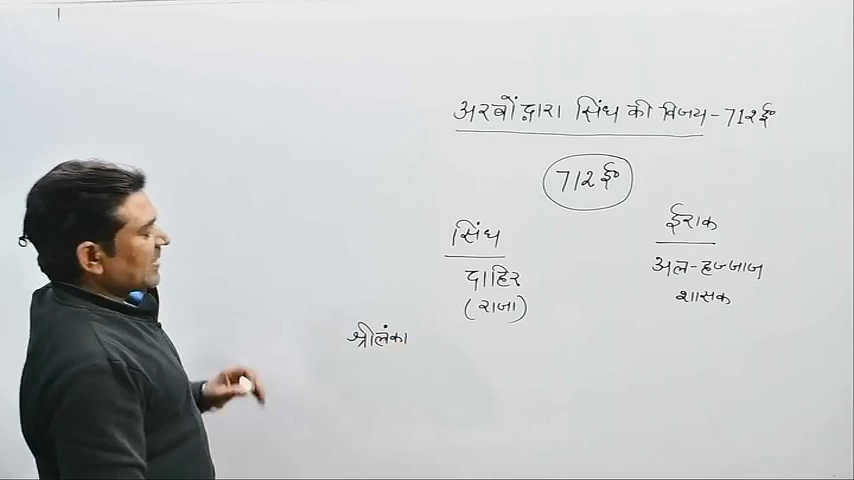 अरबों द्वारा सिंध की विजय - 712 ई०
712 ई०
सिंध
ईराक
दाहिर
अल-हज्जाज
(राजा)
शासक
श्रीलंका